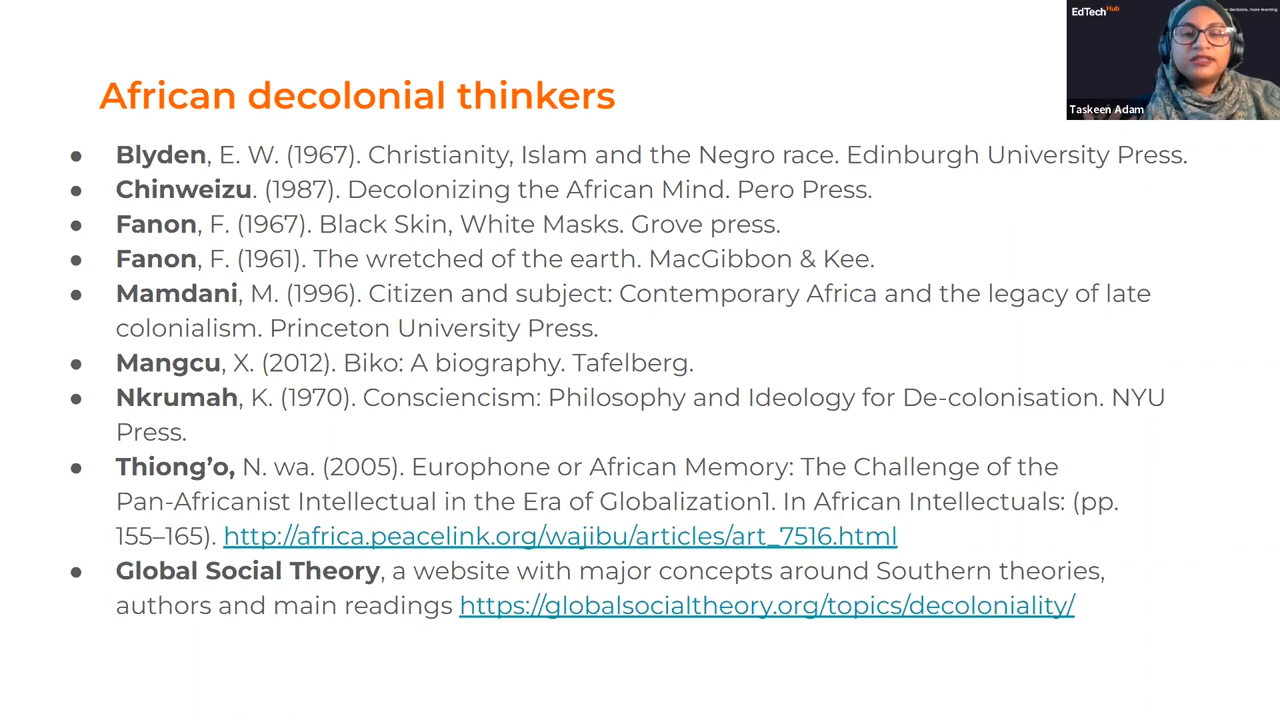 EdTech Hub
decisions, more learning.
Taskeen Adam
African decolonial thinkers
● Blyden, E. W. (1967). Christianity, Islam and the Negro race. Edinburgh University Press.
● Chinweizu. (1987). Decolonizing the African Mind. Pero Press.
● Fanon, F. (1967). Black Skin, White Masks. Grove press.
● Fanon, F. (1961). The wretched of the earth. MacGibbon & Kee.
● Mamdani, M. (1996). Citizen and subject: Contemporary Africa and the legacy of late
colonialism. Princeton University Press.
● Mangcu, X. (2012). Biko: A biography. Tafelberg.
● Nkrumah, K. (1970). Consciencism: Philosophy and Ideology for De-colonisation. NYU
Press.
● Thiong’o, N. wa. (2005). Europhone or African Memory: The Challenge of the
Pan-Africanist Intellectual in the Era of Globalization1. In African Intellectuals: (pp.
155–165). http://africa.peacelink.org/wajibu/articles/art_7516.html
● Global Social Theory, a website with major concepts around Southern theories,
authors and main readings https://globalsocialtheory.org/topics/decoloniality/